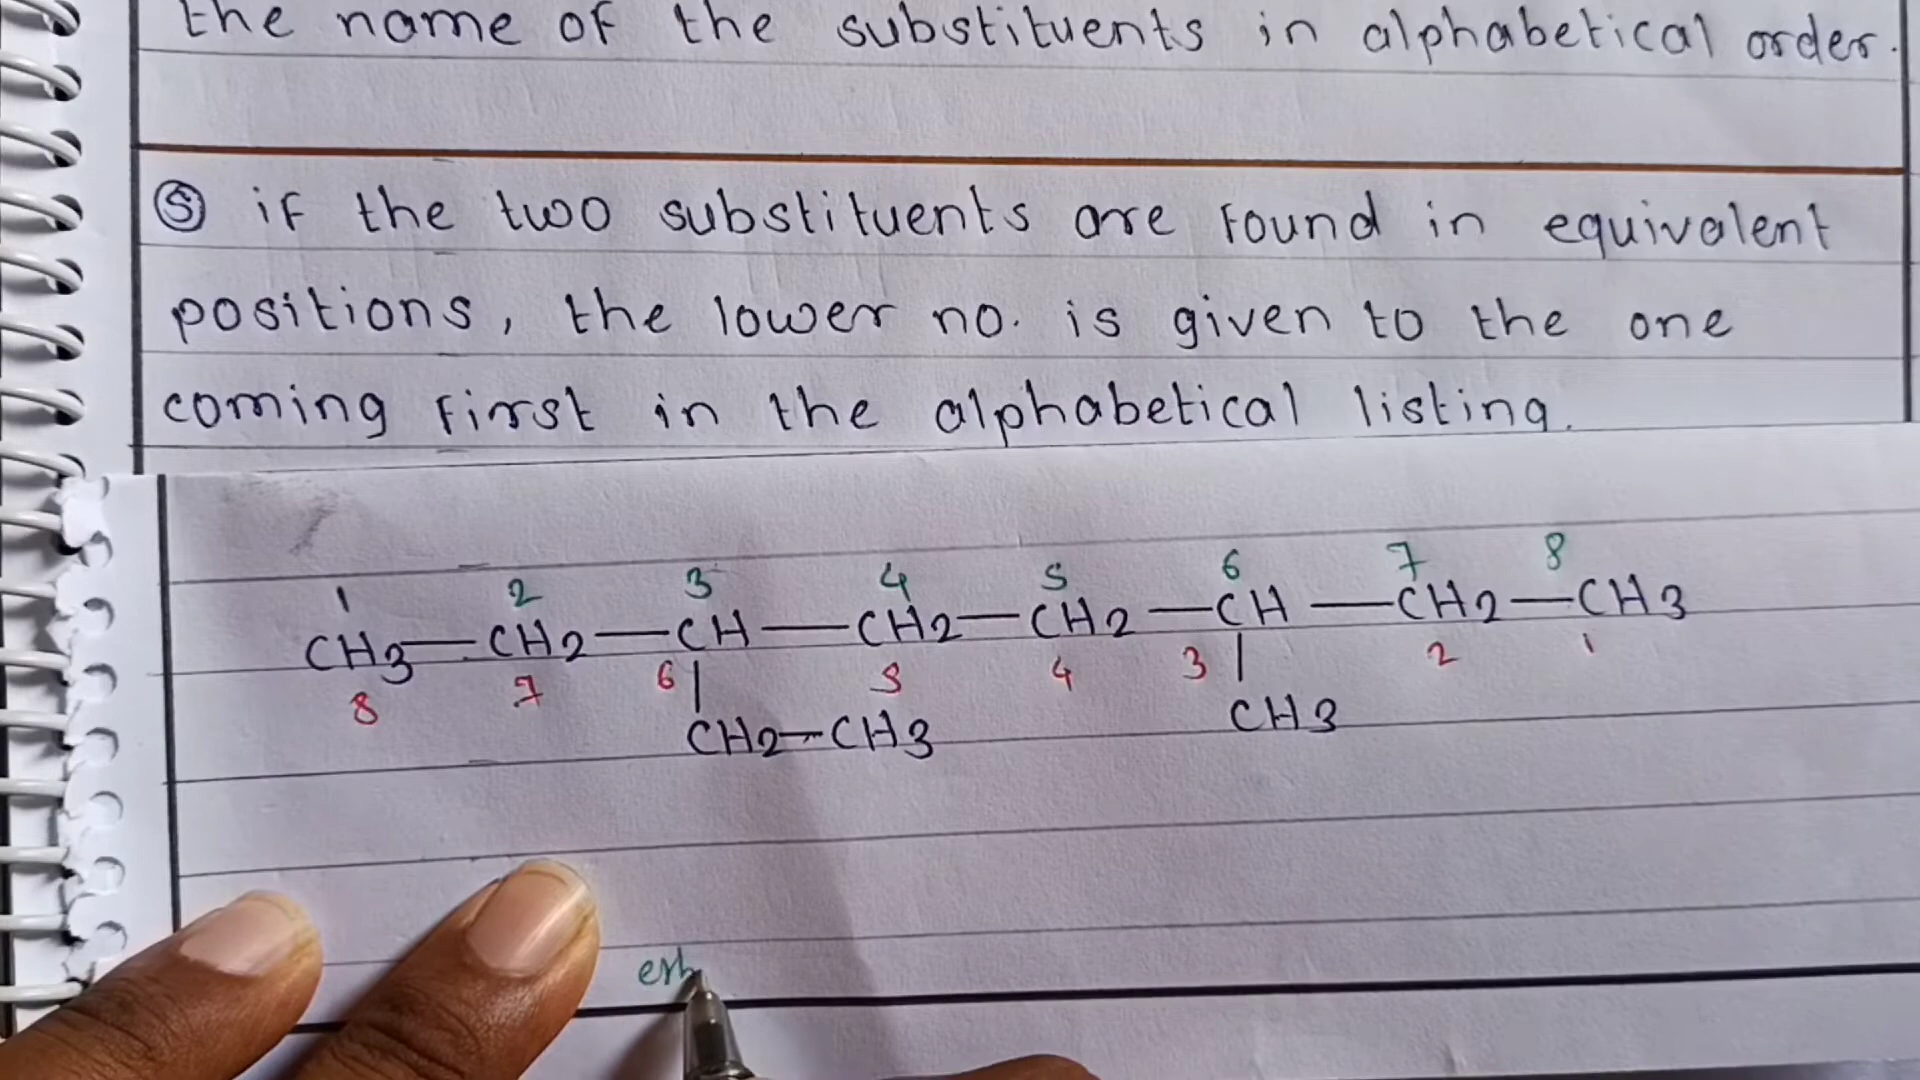 the name of the substituents in alphabetical order.
⑤ if the two substituents are found in equivalent
positions, the lower no. is given to the one
coming first in the alphabetical listing.
1 2 3 4 5 6 7 8
CH3—CH2—CH—CH2—CH2—CH—CH2—CH3
8 7 6 | 5 4 3 | 2 1
CH2—CH3 CH3
eth